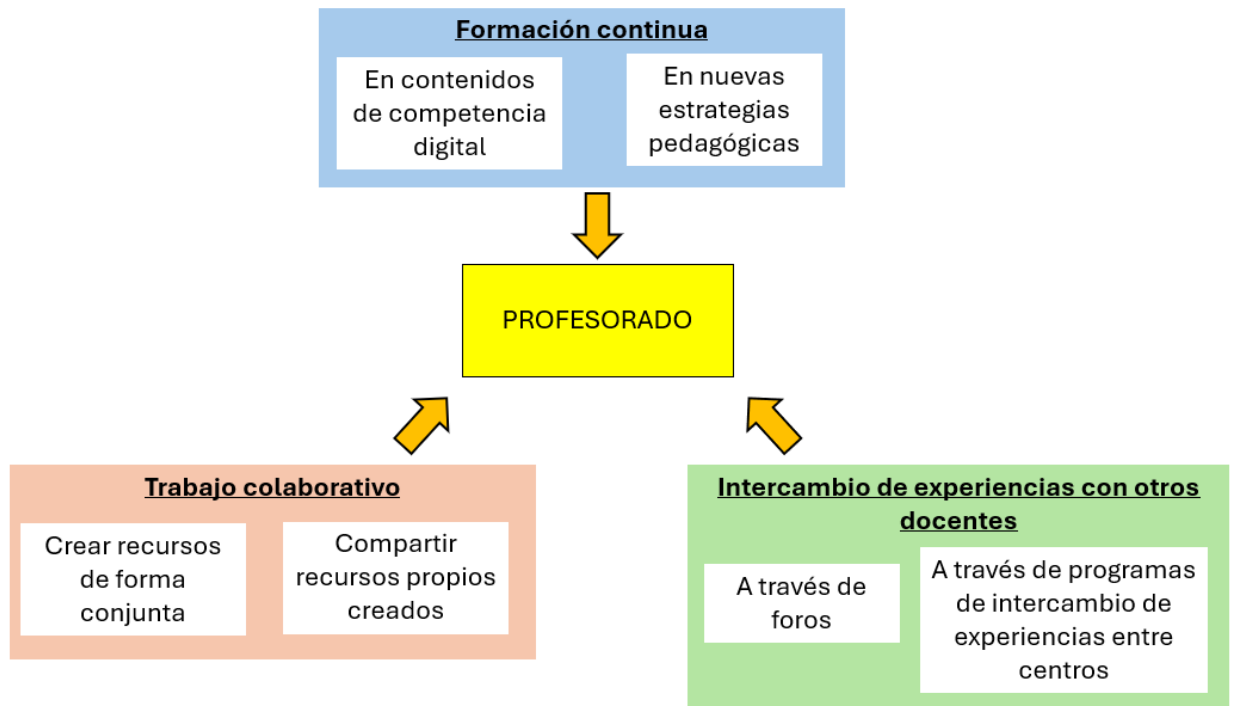 Formación continua
En contenidos
de competencia
digital
En nuevas
estrategias
pedagógicas
PROFESORADO
Trabajo colaborativo
Crear recursos
de forma
conjunta
Compartir
recursos propios
creados
Intercambio de experiencias con otros
docentes
A través de
foros
A través de programas
de intercambio de
experiencias entre
centros